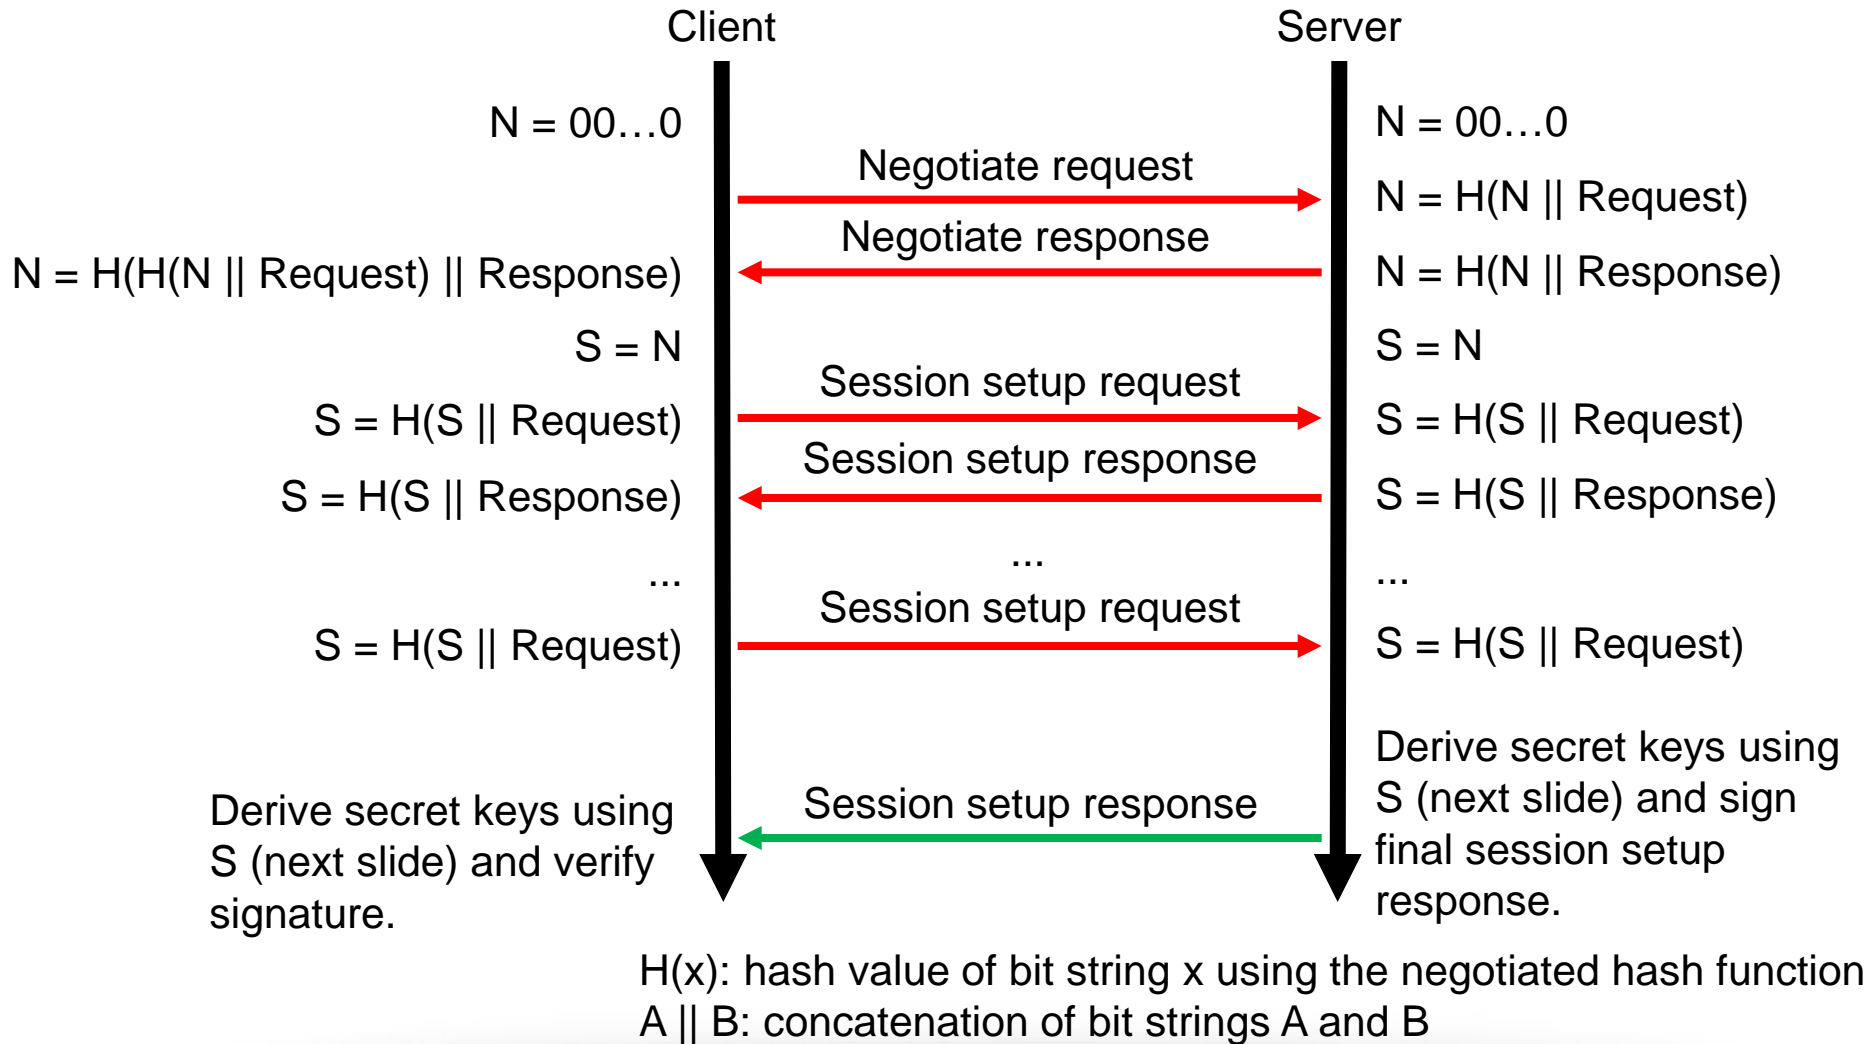 Client
Server
N = 00…0
N = 00…0
Negotiate request
N = H(N || Request)
Negotiate response
N = H(H(N || Request) || Response)
N = H(N || Response)
S = N
S = N
Session setup request
S = H(S || Request)
S = H(S || Request)
Session setup response
S = H(S || Response)
S = H(S || Response)
...
...
...
Session setup request
S = H(S || Request)
S = H(S || Request)
Derive secret keys using
S (next slide) and sign
final session setup
response.
Session setup response
Derive secret keys using
S (next slide) and verify
signature.
H(x): hash value of bit string x using the negotiated hash function
A || B: concatenation of bit strings A and B